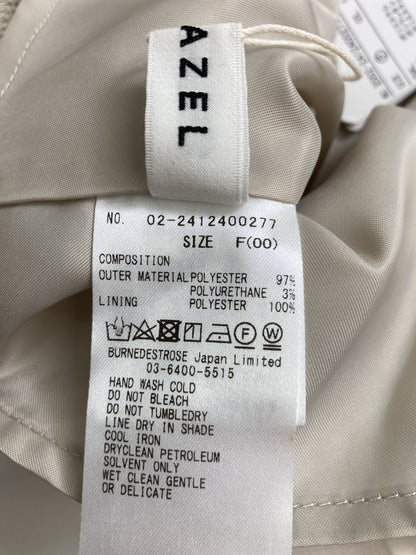 AZEL
NO. 02-2412400277
SIZE F(00)
COMPOSITION
OUTER MATERIAL POLYESTER 97%
POLYURETHANE 3%
LINING POLYESTER 100%
F W
BURNEDESTROSE Japan Limited
03-6400-5515
HAND WASH COLD
DO NOT BLEACH
DO NOT TUMBLEDRY
LINE DRY IN SHADE
COOL IRON
DRYCLEAN PETROLEUM
SOLVENT ONLY
WET CLEAN GENTLE
OR DELICATE